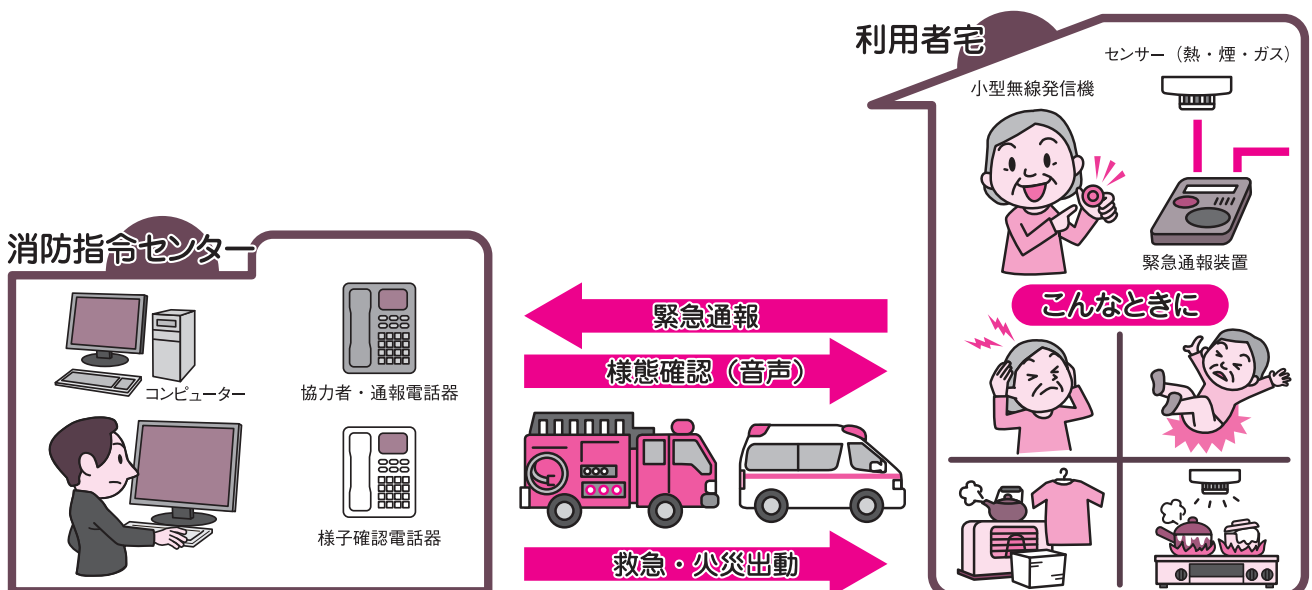 利用者宅
センサー（熱・煙・ガス）
小型無線発信機
緊急通報装置
こんなときに
消防指令センター
コンピューター
協力者・通報電話器
様子確認電話器
緊急通報
様態確認（音声）
救急・火災出動